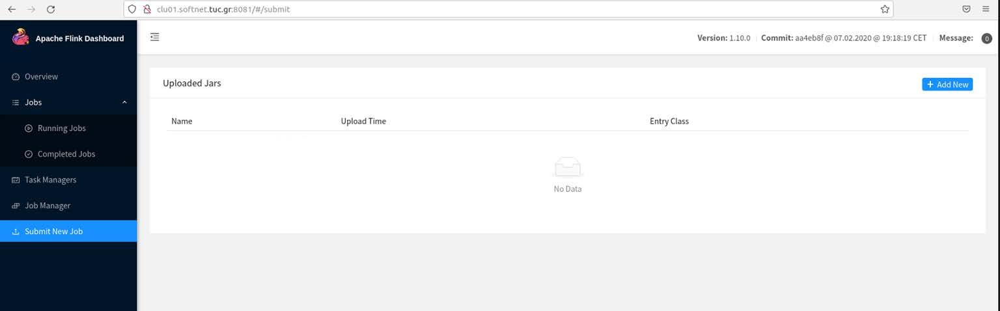 clu01.softnet.tuc.gr:8081/#/submit
Apache Flink Dashboard
Version: 1.10.0 Commit: aa4eb8f @ 07.02.2020 @ 19:18:19 CET Message: 0
Overview
Jobs
Running Jobs
Completed Jobs
Task Managers
Job Manager
Submit New Job
Uploaded Jars
+ Add New
Name Upload Time Entry Class
No Data